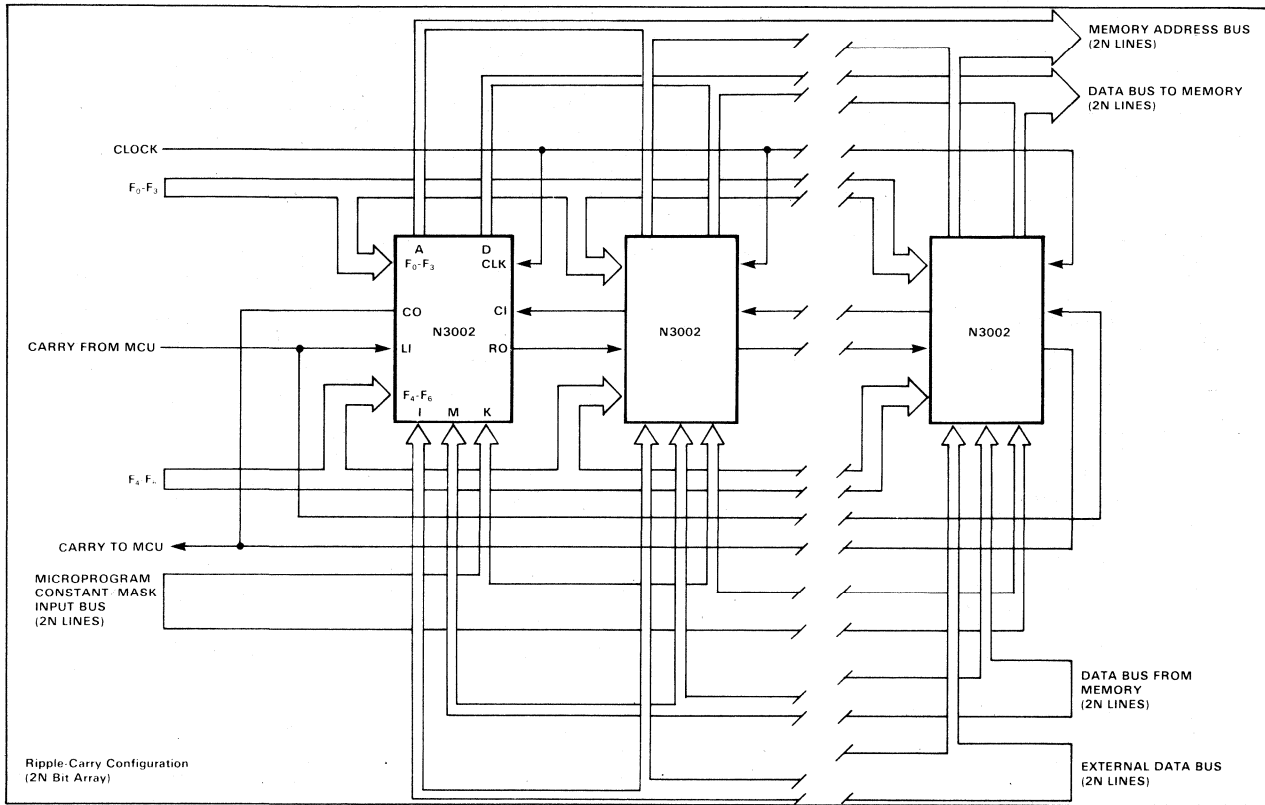 MEMORY ADDRESS BUS
(2N LINES)
DATA BUS TO MEMORY
(2N LINES)
CLOCK
F₀-F₃
A D
F₀-F₃ CLK
CO CI
N3002
LI RO
F₄-F₆
I M K
N3002
N3002
CARRY FROM MCU
F₄
CARRY TO MCU
MICROPROGRAM
CONTANT MASK
INPUT BUS
(2N LINES)
DATA BUS FROM
MEMORY
(2N LINES)
EXTERNAL DATA BUS
(2N LINES)
Ripple-Carry Configuration
(2N Bit Array)